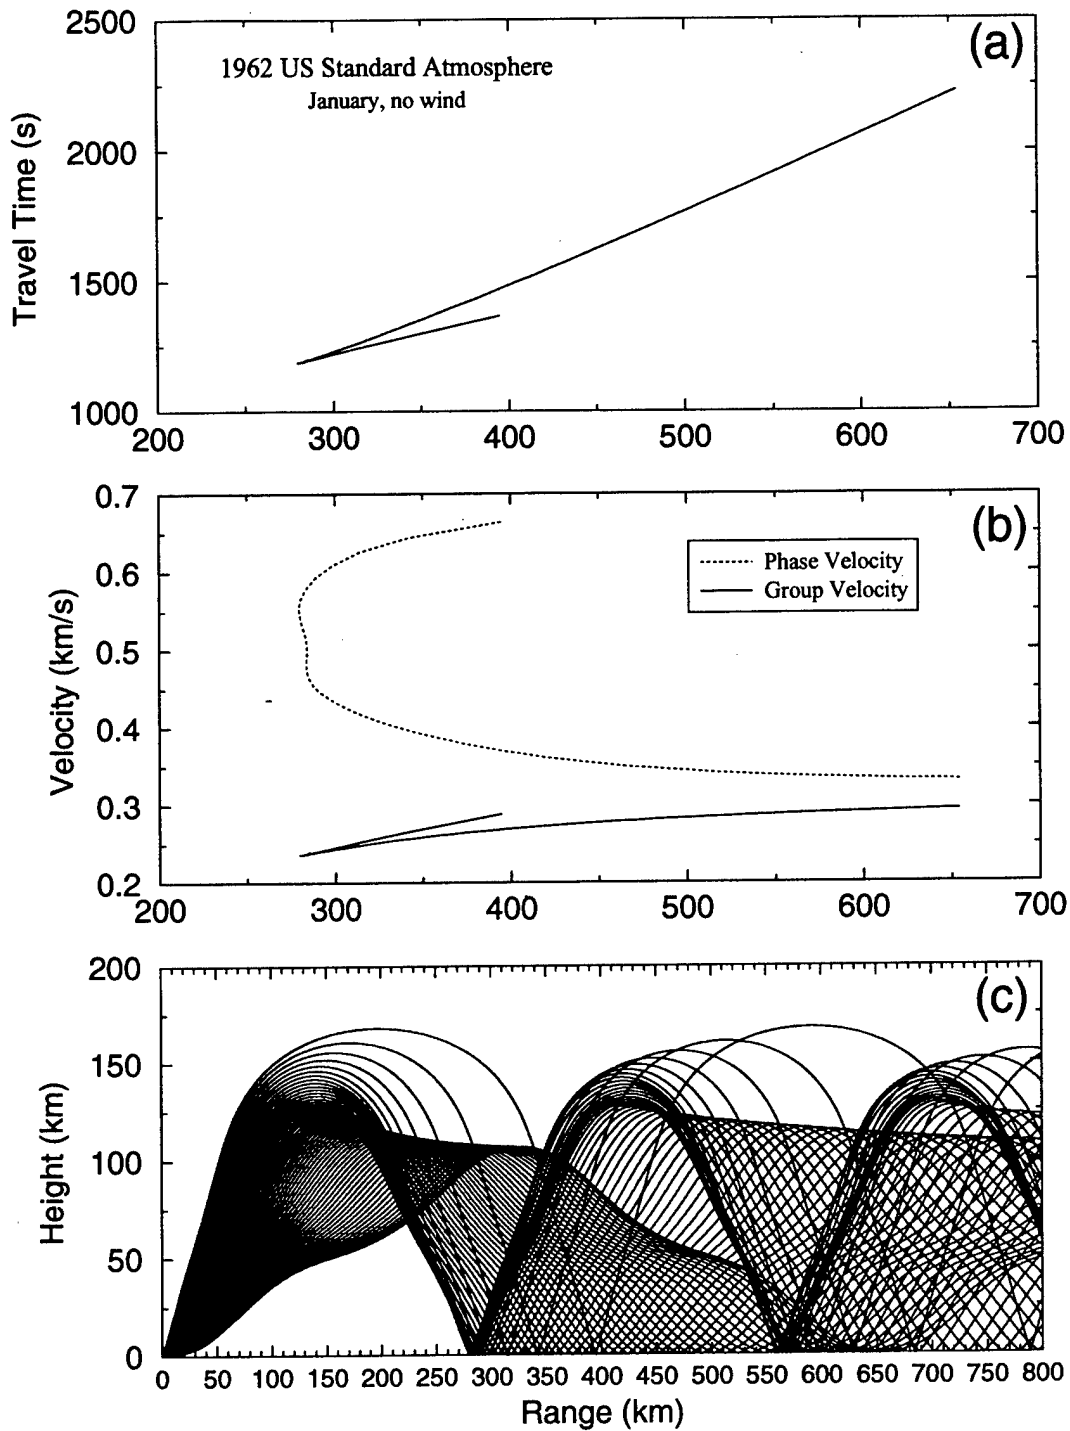 (a)
1962 US Standard Atmosphere
January, no wind
Travel Time (s)
2500
2000
1500
1000
200 300 400 500 600 700
(b)
Phase Velocity
Group Velocity
Velocity (km/s)
0.7
0.6
0.5
0.4
0.3
0.2
200 300 400 500 600 700
(c)
Height (km)
200
150
100
50
0
0 50 100 150 200 250 300 350 400 450 500 550 600 650 700 750 800
Range (km)